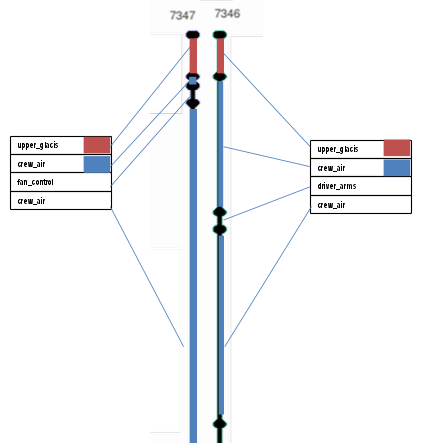 7347 7346
upper_glacis
crew_air
fan_control
crew_air
upper_glacis
crew_air
driver_arms
crew_air